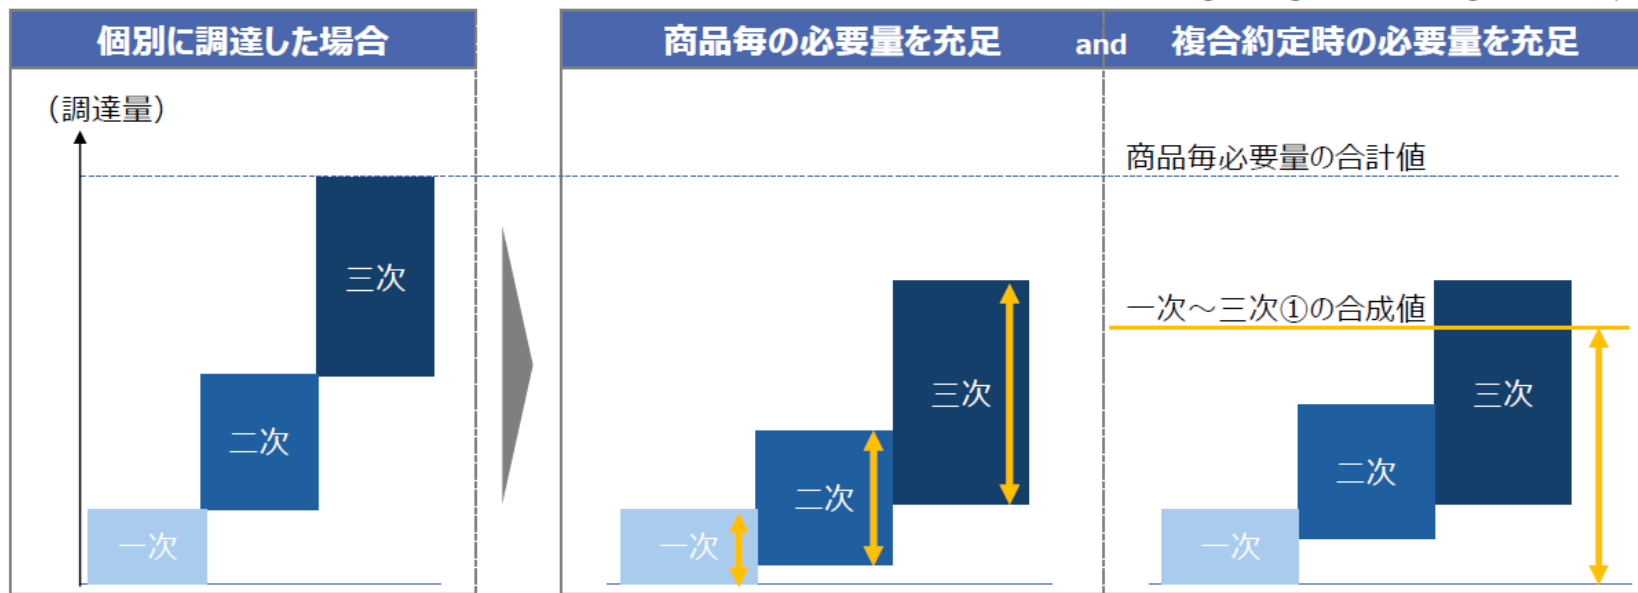 個別に調達した場合
商品毎の必要量を充足 and 複合約定時の必要量を充足
（調達量）
商品毎必要量の合計値
三次
二次
一次
三次
二次
一次
一次～三次①の合成値
三次
二次
一次